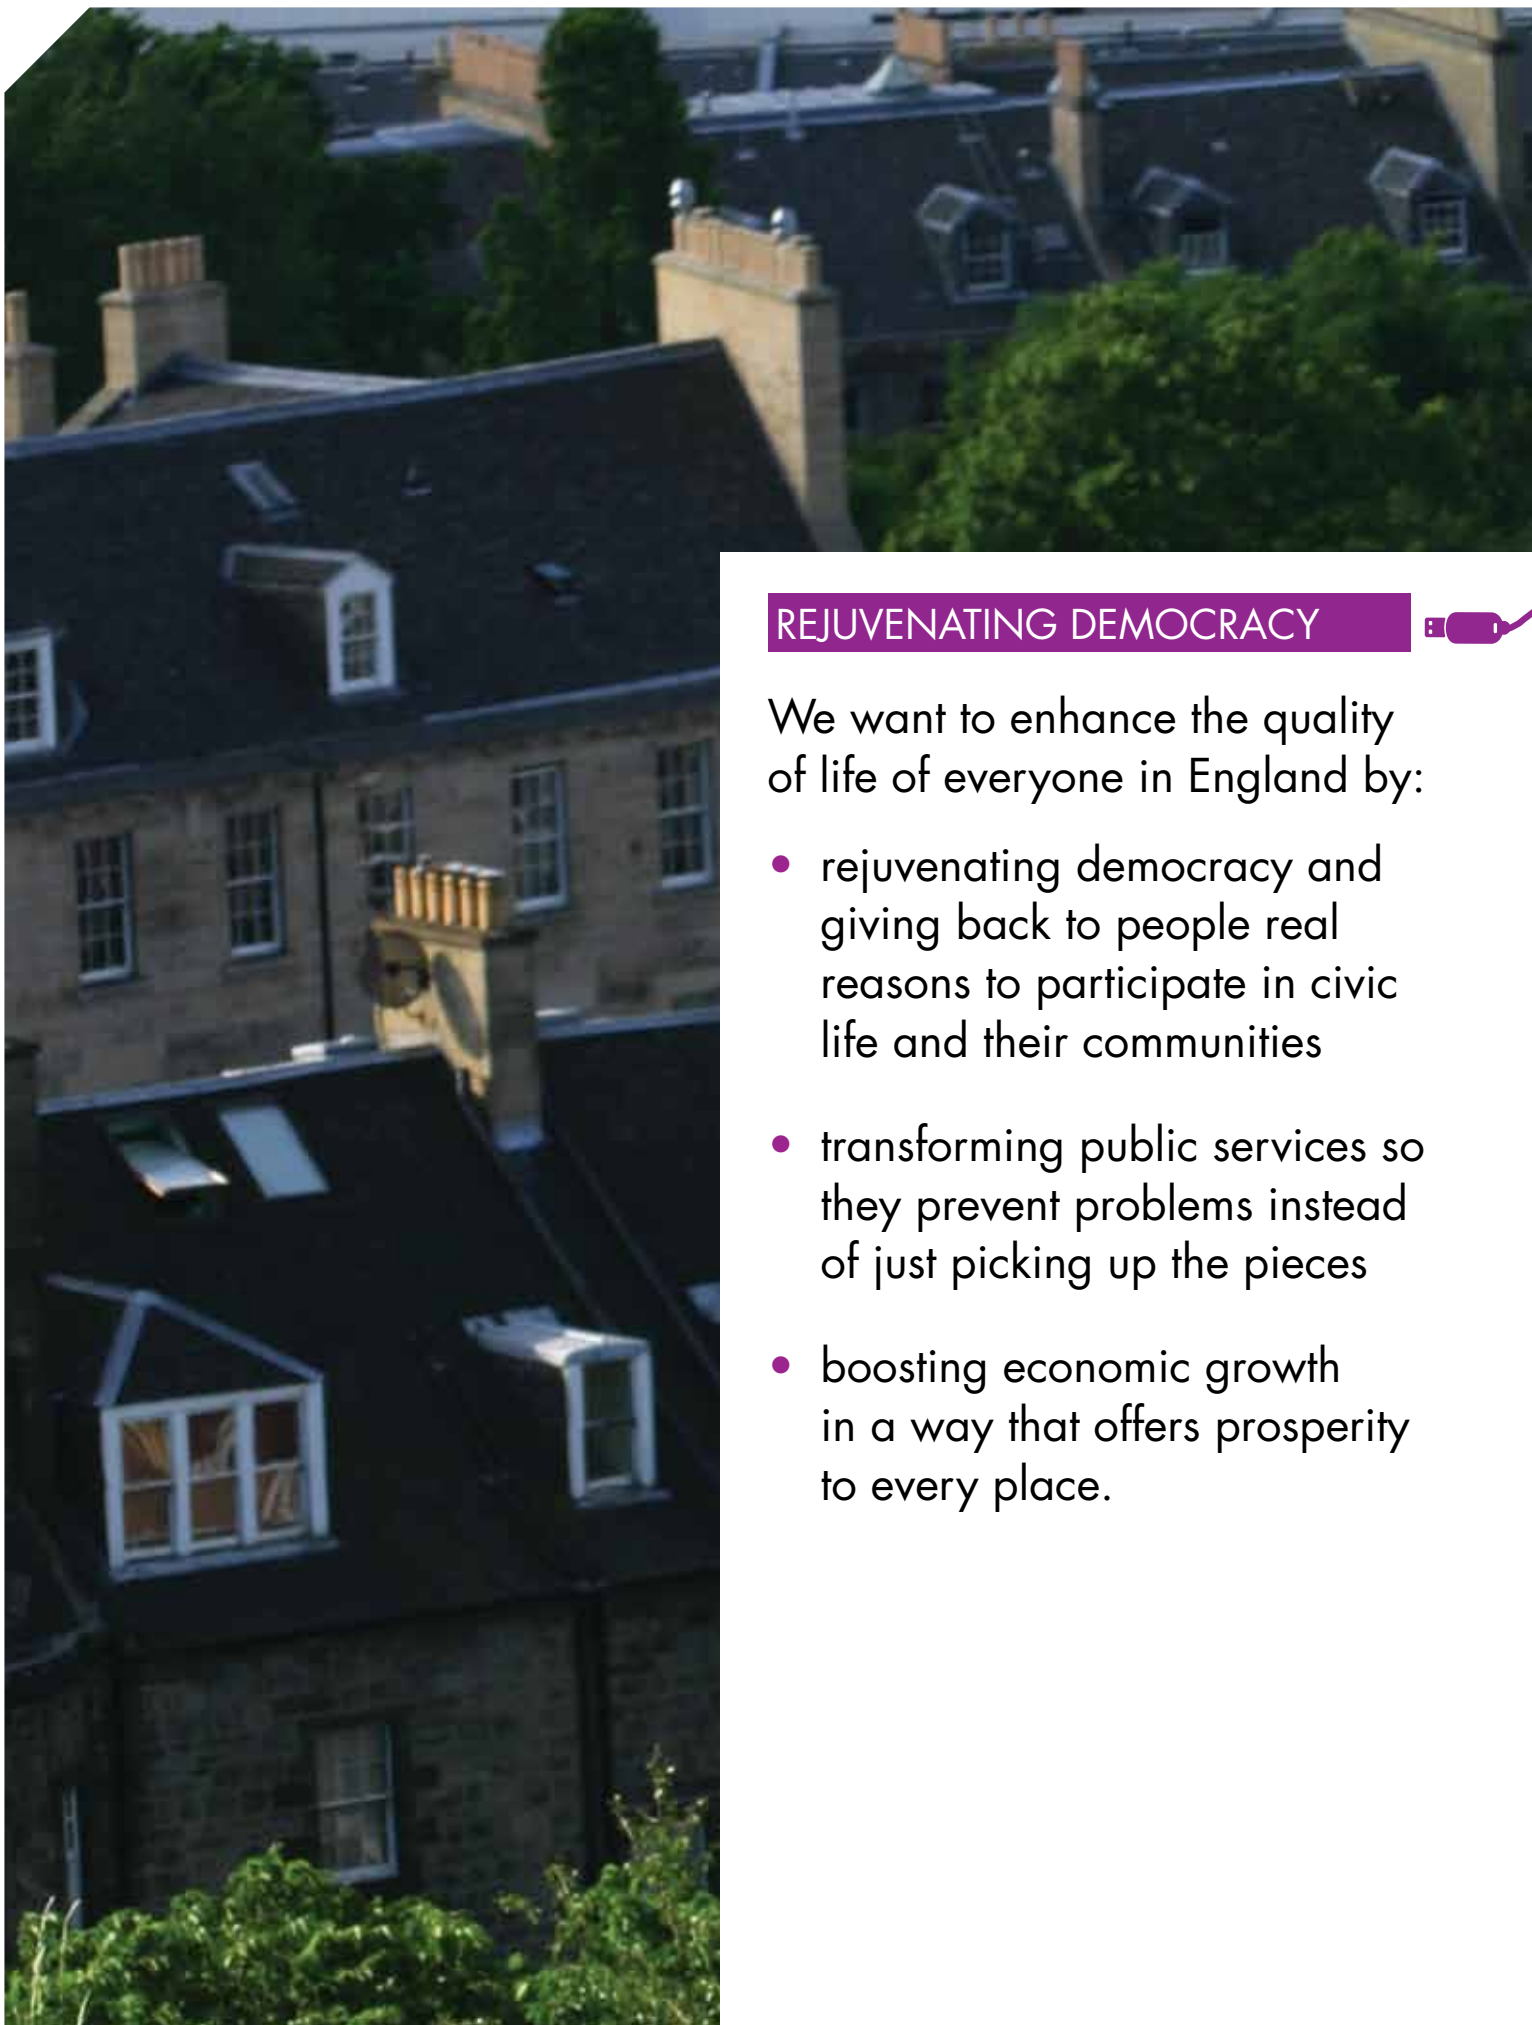 REJUVENATING DEMOCRACY
We want to enhance the quality
of life of everyone in England by:
• rejuvenating democracy and
giving back to people real
reasons to participate in civic
life and their communities
• transforming public services so
they prevent problems instead
of just picking up the pieces
• boosting economic growth
in a way that offers prosperity
to every place.